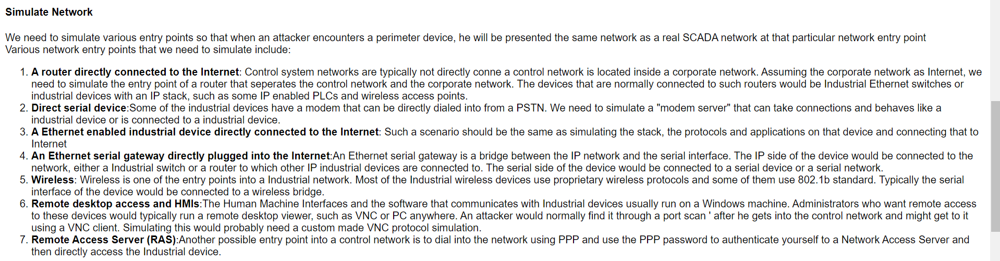 Simulate Network
We need to simulate various entry points so that when an attacker encounters a perimeter device, he will be presented the same network as a real SCADA network at that particular network entry point
Various network entry points that we need to simulate include:
1. A router directly connected to the Internet: Control system networks are typically not directly conne a control network is located inside a corporate network. Assuming the corporate network as Internet, we
need to simulate the entry point of a router that seperates the control network and the corporate network. The devices that are normally connected to such routers would be Industrial Ethernet switches or
industrial devices with an IP stack, such as some IP enabled PLCs and wireless access points.
2. Direct serial device:Some of the industrial devices have a modem that can be directly dialed into from a PSTN. We need to simulate a "modem server" that can take connections and behaves like a
industrial device or is connected to a industrial device.
3. A Ethernet enabled industrial device directly connected to the Internet: Such a scenario should be the same as simulating the stack, the protocols and applications on that device and connecting that to
Internet
4. An Ethernet serial gateway directly plugged into the Internet:An Ethernet serial gateway is a bridge between the IP network and the serial interface. The IP side of the device would be connected to the
network, either a Industrial switch or a router to which other IP industrial devices are connected to. The serial side of the device would be connected to a serial device or a serial network.
5. Wireless: Wireless is one of the entry points into a Industrial network. Most of the Industrial wireless devices use proprietary wireless protocols and some of them use 802.1b standard. Typically the serial
interface of the device would be connected to a wireless bridge.
6. Remote desktop access and HMIs:The Human Machine Interfaces and the software that communicates with Industrial devices usually run on a Windows machine. Administrators who want remote access
to these devices would typically run a remote desktop viewer, such as VNC or PC anywhere. An attacker would normally find it through a port scan ' after he gets into the control network and might get to it
using a VNC client. Simulating this would probably need a custom made VNC protocol simulation.
7. Remote Access Server (RAS):Another possible entry point into a control network is to dial into the network using PPP and use the PPP password to authenticate yourself to a Network Access Server and
then directly access the Industrial device.